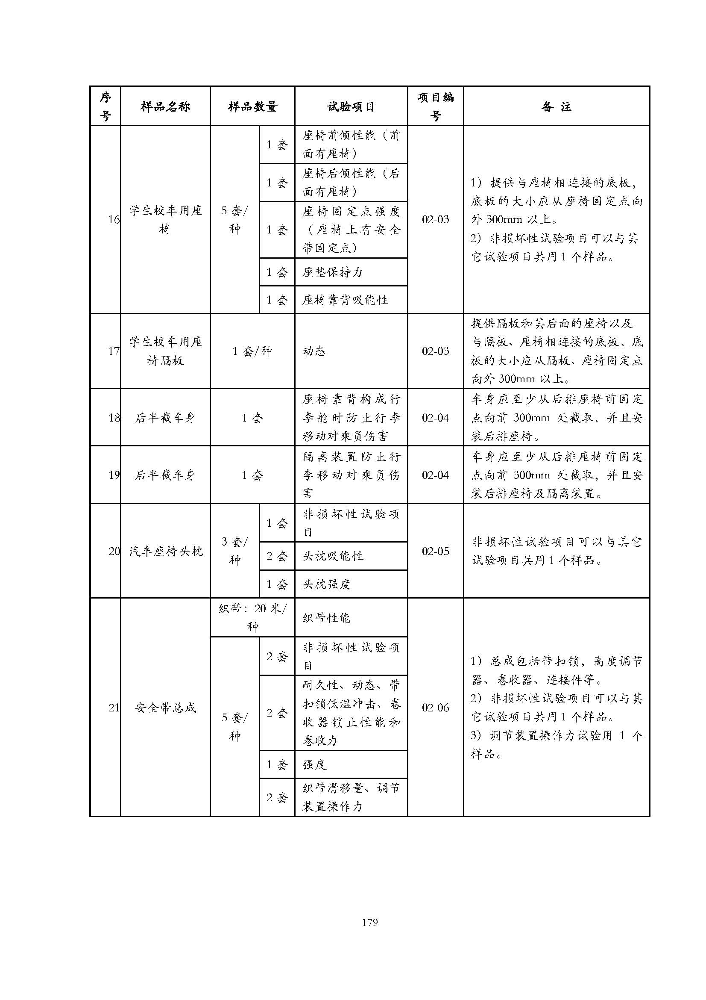 序
号
样品名称
样品数量
试验项目
项目编
号
备 注
16
学生校车用座
椅
5 套/
种
1 套
座椅前倾性能（前
面有座椅）
1 套
座椅后倾性能（后
面有座椅）
1 套
座椅固定点强度
（座椅上有安全
带固定点）
1 套
座垫保持力
1 套
座椅靠背吸能性
02-03
1）提供与座椅相连接的底板，
底板的大小应从座椅固定点向
外 300mm 以上。
2）非损坏性试验项目可以与其
它试验项目共用 1 个样品。
17
学生校车用座
椅隔板
1 套/种
动态
02-03
提供隔板和其后面的座椅以及
与隔板、座椅相连接的底板，底
板的大小应从隔板、座椅固定点
向外 300mm 以上。
18
后半截车身
1 套
座椅靠背构成行
李舱时防止行李
移动对乘员伤害
02-04
车身应至少从后排座椅前固定
点向前 300mm 处截取，并且安
装后排座椅。
19
后半截车身
1 套
隔离装置防止行
李移动对乘员伤
害
02-04
车身应至少从后排座椅前固定
点向前 300mm 处截取，并且安
装后排座椅及隔离装置。
20
汽车座椅头枕
3 套/
种
1 套
非损坏性试验项
目
2 套
头枕吸能性
1 套
头枕强度
02-05
非损坏性试验项目可以与其它
试验项目共用 1 个样品。
21
安全带总成
织带：20 米/
种
织带性能
5 套/
种
2 套
非损坏性试验项
目
2 套
耐久性、动态、带
扣锁低温冲击、卷
收器锁止性能和
卷收力
1 套
强度
2 套
织带滑移量、调节
装置操作力
02-06
1）总成包括带扣锁，高度调节
器、卷收器、连接件等。
2）非损坏性试验项目可以与其
它试验项目共用 1 个样品。
3）调节装置操作力试验用 1 个
样品。
179